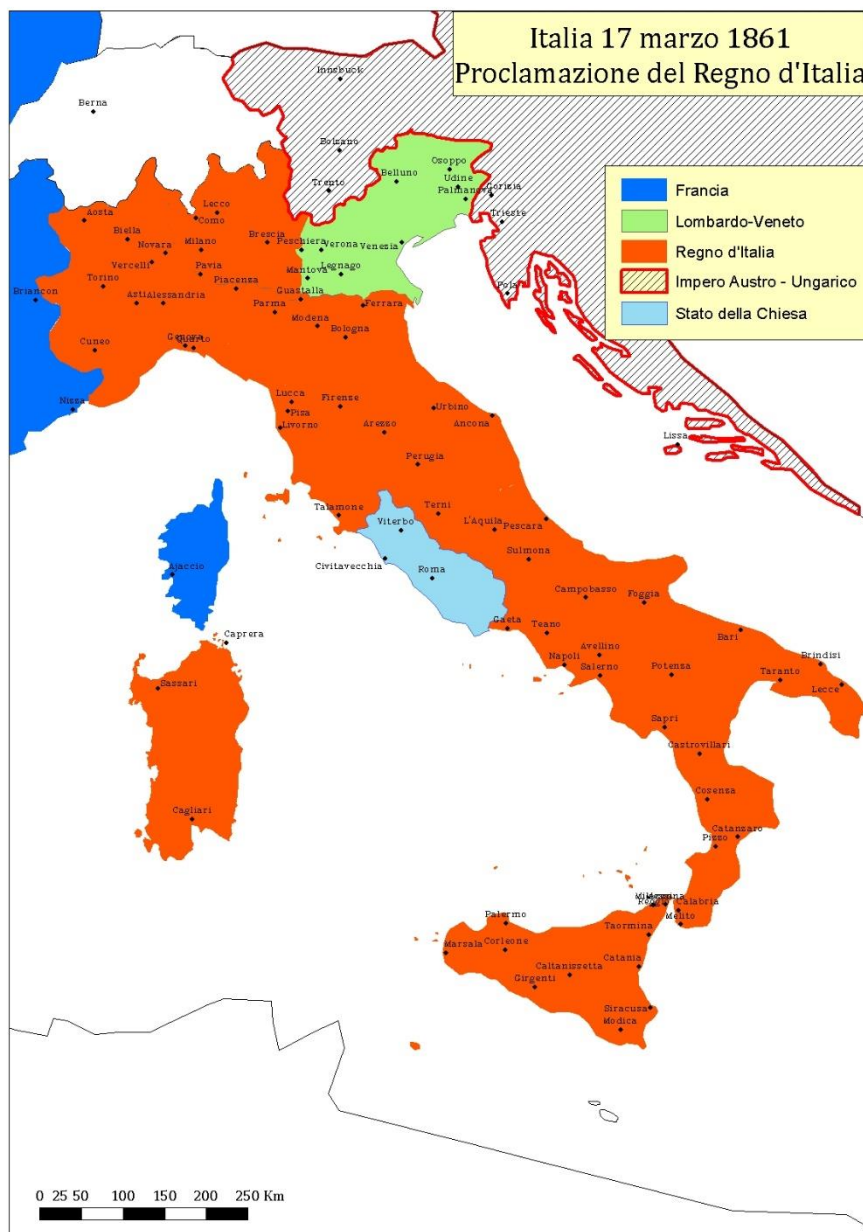 Italia 17 marzo 1861
Proclamazione del Regno d'Italia
Francia
Lombardo-Veneto
Regno d'Italia
Impero Austro - Ungarico
Stato della Chiesa
Innsbuck
Berna
Bolzano
Trento
Belluno
Osoppo
Udine
Palmanova
Gorizia
Trieste
Aosta
Lecco
Como
Biella
Novara
Milano
Brescia
Peschiera
Verona
Venezia
Vercelli
Pavia
Mantova
Legnago
Torino
Piacenza
Guastalla
Pola
Briancon
Asti
Alessandria
Parma
Ferrara
Modena
Bologna
Cuneo
Genova
Quarto
Nizza
Lucca
Firenze
Pisa
Urbino
Livorno
Arezzo
Ancona
Lissa
Perugia
Talamone
Viterbo
Terni
L'Aquila
Pescara
Civitavecchia
Sulmona
Roma
Ajaccio
Campobasso
Foggia
Gaeta
Teano
Bari
Caprera
Avellino
Napoli
Salerno
Potensa
Brindisi
Taranto
Lecce
Sassari
Sapri
Castrovillari
Cosenza
Cagliari
Catanzaro
Pizzo
Reggio
Calabria
Melito
Palermo
Taormina
Marsala
Corleone
Catania
Caltanissetta
Girgenti
Siracusa
Modica
0 25 50 100 150 200 250 Km